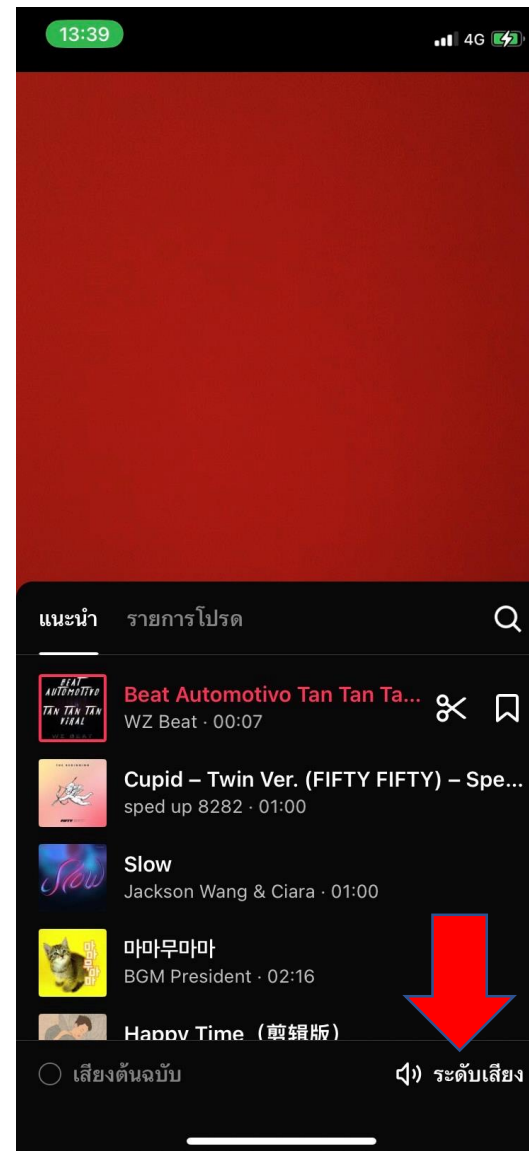 13:39
4G
แนะนำ รายการโปรด
BEAT
AUTOMOTIVO
TAN TAN TAN
VIRAL
WZ BEAT
Beat Automotivo Tan Tan Ta...
WZ Beat · 00:07
Cupid – Twin Ver. (FIFTY FIFTY) – Spe...
sped up 8282 · 01:00
Slow
Slow
Jackson Wang & Ciara · 01:00
마마무마마
BGM President · 02:16
Happy Time（剪辑版）
เสียงต้นฉบับ ระดับเสียง